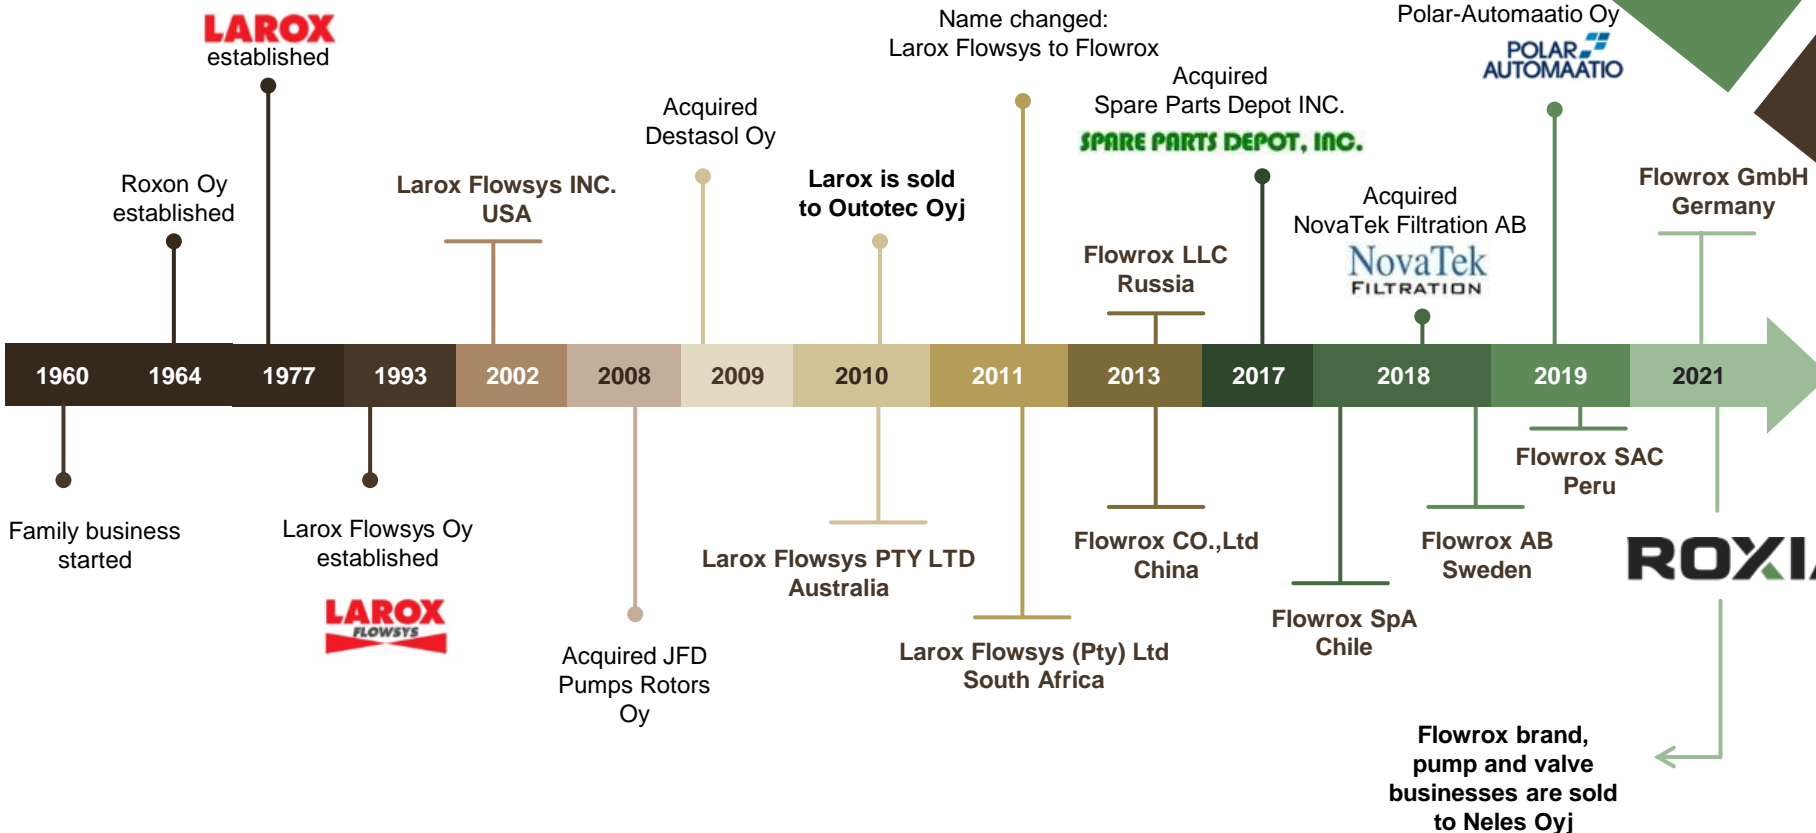 LAROX
established
Roxon Oy
established
Larox Flowsys INC.
USA
Acquired
Destasol Oy
Larox is sold
to Outotec Oyj
Name changed:
Larox Flowsys to Flowrox
Flowrox LLC
Russia
Acquired
Spare Parts Depot INC.
SPARE PARTS DEPOT, INC.
Acquired
NovaTek Filtration AB
NovaTek
FILTRATION
Polar-Automaatio Oy
POLAR
AUTOMAATIO
Flowrox GmbH
Germany
1960 1964 1977 1993 2002 2008 2009 2010 2011 2013 2017 2018 2019 2021
Family business
started
Larox Flowsys Oy
established
LAROX
FLOWSYS
Acquired JFD
Pumps Rotors
Oy
Larox Flowsys PTY LTD
Australia
Larox Flowsys (Pty) Ltd
South Africa
Flowrox CO.,Ltd
China
Flowrox SpA
Chile
Flowrox AB
Sweden
Flowrox SAC
Peru
ROXIA
Flowrox brand,
pump and valve
businesses are sold
to Neles Oyj